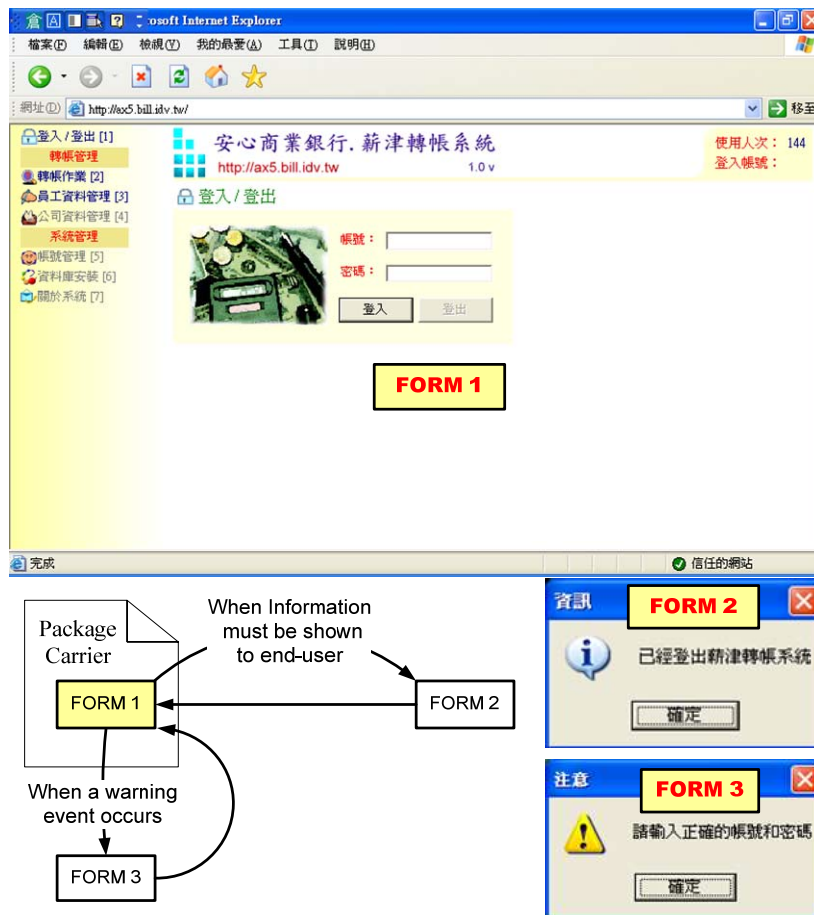 倉 A rosoft Internet Explorer
檔案(F) 編輯(E) 檢視(V) 我的最愛(A) 工具(T) 說明(H)
網址(D) http://ax5.bill.idv.tw/ 移至
登入 / 登出 [1]
轉帳管理
轉帳作業 [2]
員工資料管理 [3]
公司資料管理 [4]
系統管理
帳號管理 [5]
資料庫安裝 [6]
關於系統 [7]
安心商業銀行.薪津轉帳系統
http://ax5.bill.idv.tw 1.0 v
使用人次： 144
登入帳號：
登入 / 登出
帳號：
密碼：
登入 登出
FORM 1
完成 信任的網站
Package
Carrier
When Information
must be shown
to end-user
FORM 1
FORM 2
When a warning
event occurs
FORM 3
資訊
FORM 2
已經登出薪津轉帳系統
確定
注意
FORM 3
請輸入正確的帳號和密碼
確定